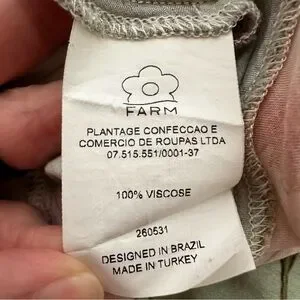 FARM
PLANTAGE CONFECCAO E
COMERCIO DE ROUPAS LTDA
07.515.551/0001-37
100% VISCOSE
260531
DESIGNED IN BRAZIL
MADE IN TURKEY